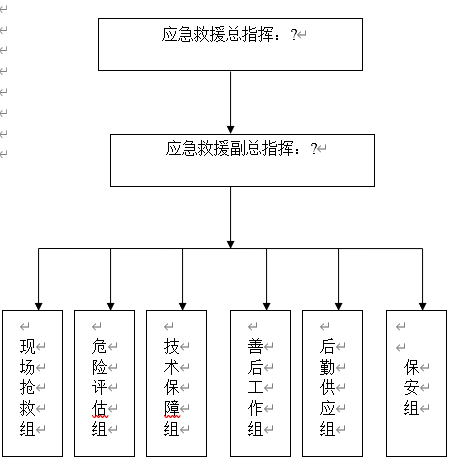 应急救援总指挥：?
应急救援副总指挥：?
现场抢救组
危险评估组
技术保障组
善后工作组
后勤供应组
保安组